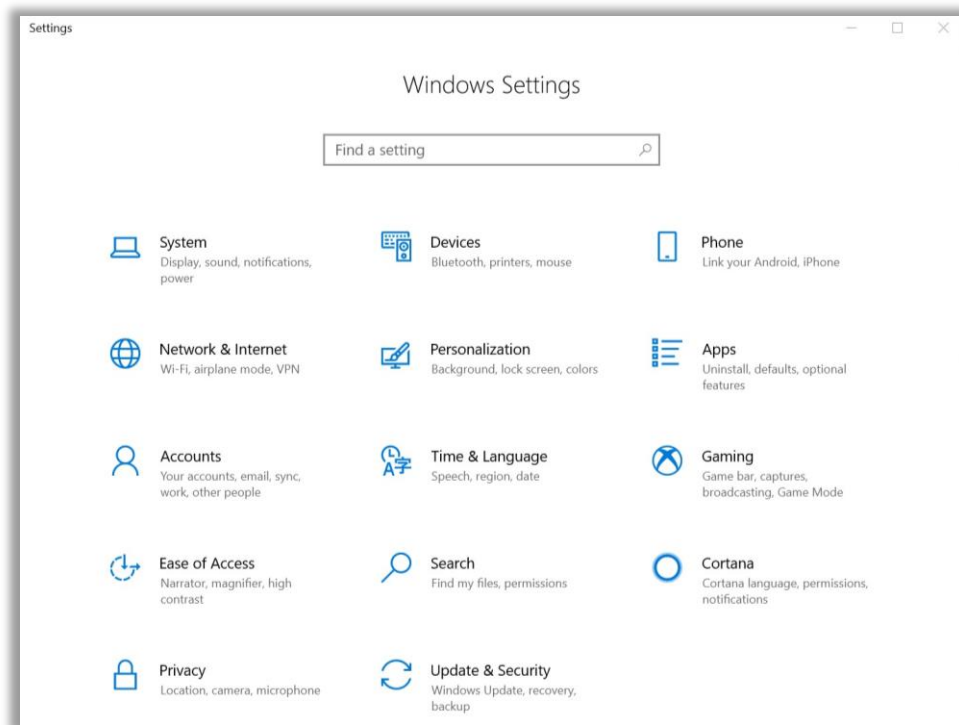 Settings
Windows Settings
Find a setting
System
Display, sound, notifications,
power
Devices
Bluetooth, printers, mouse
Phone
Link your Android, iPhone
Network & Internet
Wi-Fi, airplane mode, VPN
Personalization
Background, lock screen, colors
Apps
Uninstall, defaults, optional
features
Accounts
Your accounts, email, sync,
work, other people
Time & Language
Speech, region, date
Gaming
Game bar, captures,
broadcasting, Game Mode
Ease of Access
Narrator, magnifier, high
contrast
Search
Find my files, permissions
Cortana
Cortana language, permissions,
notifications
Privacy
Location, camera, microphone
Update & Security
Windows Update, recovery,
backup